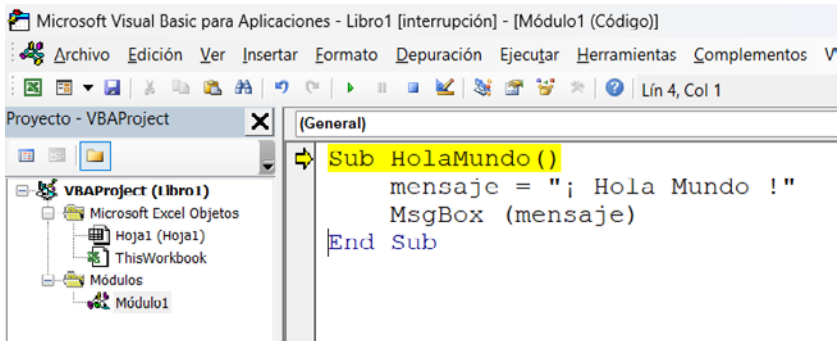 Microsoft Visual Basic para Aplicaciones - Libro1 [interrupción] - [Módulo1 (Código)]
Archivo Edición Ver Insertar Formato Depuración Ejecutar Herramientas Complementos
Lín 4, Col 1
Proyecto - VBAProject
(General)
VBAProject (Libro1)
Microsoft Excel Objetos
Hoja1 (Hoja1)
ThisWorkbook
Módulos
Módulo1
Sub HolaMundo()
mensaje = "¡ Hola Mundo !"
MsgBox (mensaje)
End Sub